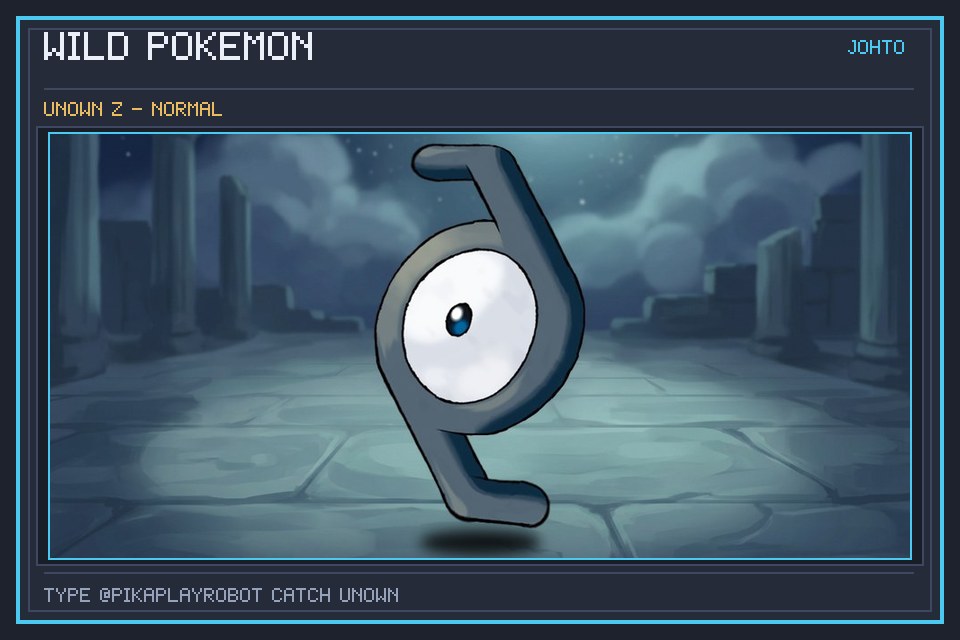 WILD POKEMON
JOHTO
UNOWN Z - NORMAL
TYPE @PIKAPLAYROBOT CATCH UNOWN